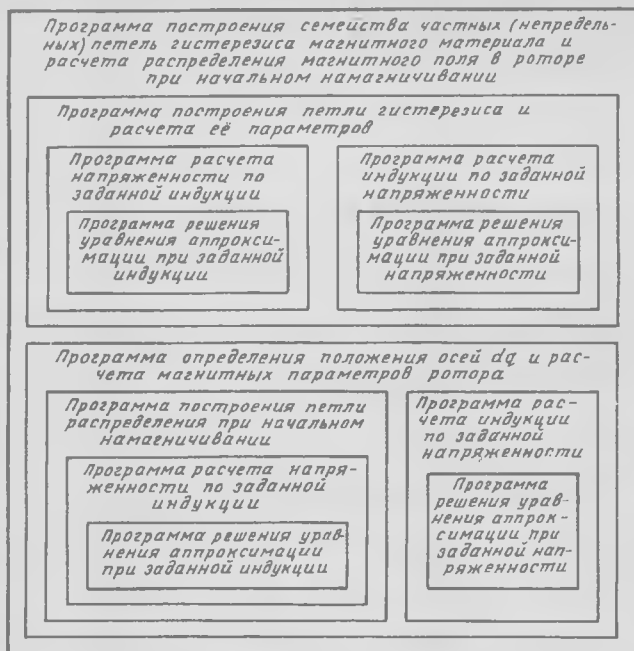 Программа построения семейства частных (непредель-
ных) петель гистерезиса магнитного материала и
расчета распределения магнитного поля в роторе
при начальном намагничивании
Программа построения петли гистерезиса и
расчета её параметров
Программа расчета
напряженности по
заданной индукции
Программа решения
уравнения аппрокси-
мации при заданной
индукции
Программа расчета
индукции по заданной
напряженности
Программа решения
уравнения аппрокси-
мации при заданной
напряженности
Программа определения положения осей dq и рас-
чета магнитных параметров ротора
Программа построения петли
распределения при начальном
намагничивании
Программа расчета напря-
женности по заданной
индукции
Программа решения урав-
нения аппроксимации
при заданной индукции
Программа рас-
чета индукции
по заданной
напряженности
Программа
решения урав-
нения аппрок-
симации при
заданной нап-
ряженности